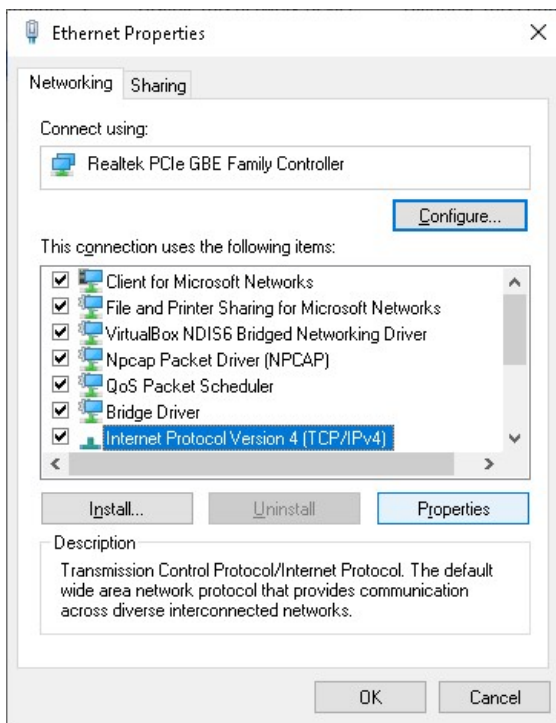 Ethernet Properties
Networking
Sharing
Connect using:
Realtek PCIe GBE Family Controller
Configure...
This connection uses the following items:
Client for Microsoft Networks
File and Printer Sharing for Microsoft Networks
VirtualBox NDIS6 Bridged Networking Driver
Npcap Packet Driver (NPCAP)
QoS Packet Scheduler
Bridge Driver
Internet Protocol Version 4 (TCP/IPv4)
Install...
Uninstall
Properties
Description
Transmission Control Protocol/Internet Protocol. The default
wide area network protocol that provides communication
across diverse interconnected networks.
OK
Cancel